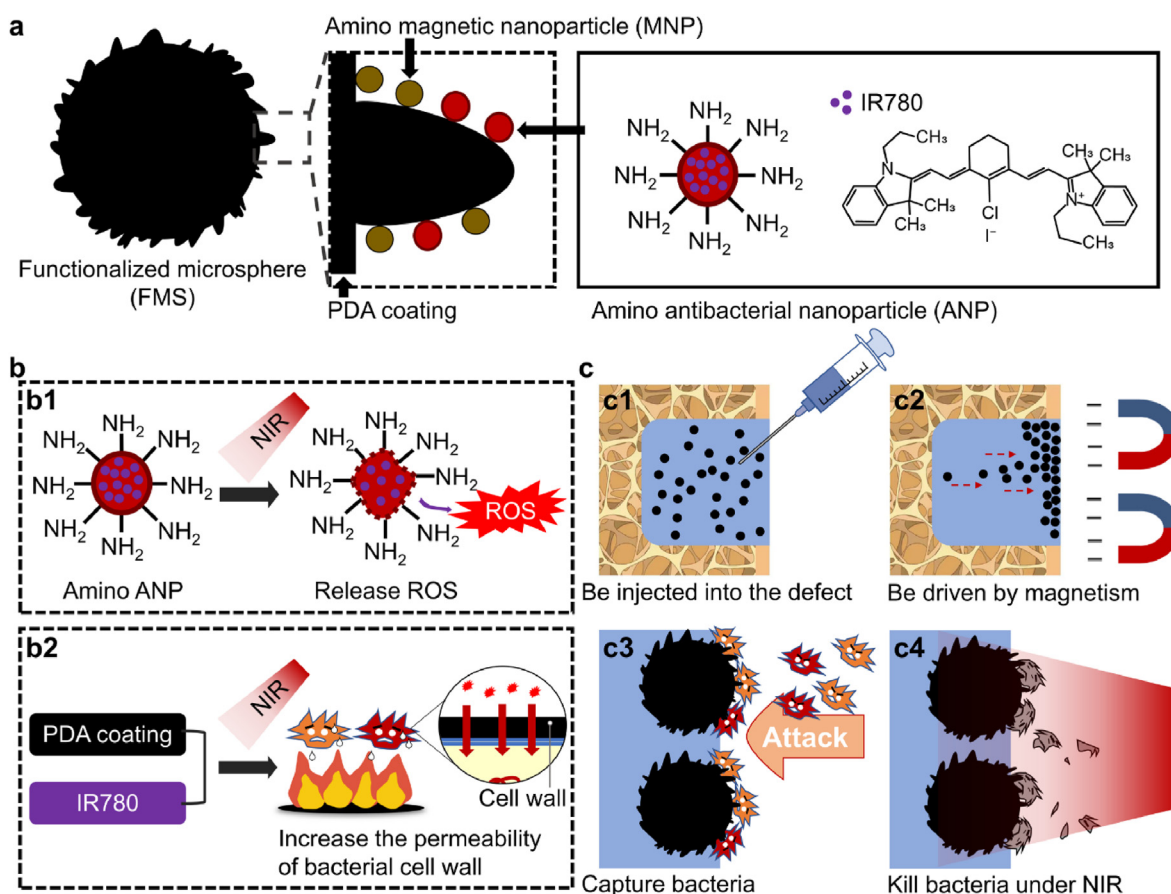 a
Amino magnetic nanoparticle (MNP)
Functionalized microsphere
(FMS)
PDA coating
NH₂
NH₂ NH₂
NH₂ NH₂
NH₂ NH₂
NH₂
IR780
CH₃
N
H₃C CH₃
Cl
I⁻
H₃C CH₃
N⁺
CH₃
Amino antibacterial nanoparticle (ANP)
b
b1
NH₂
NH₂ NH₂
NH₂ NH₂
NH₂ NH₂
NH₂
NIR
NH₂
NH₂ NH₂
NH₂ NH₂
NH₂ NH₂
NH₂
ROS
Amino ANP
Release ROS
b2
NIR
PDA coating
IR780
Cell wall
Increase the permeability
of bacterial cell wall
c
c1
Be injected into the defect
c2
Be driven by magnetism
c3
Attack
Capture bacteria
c4
Kill bacteria under NIR